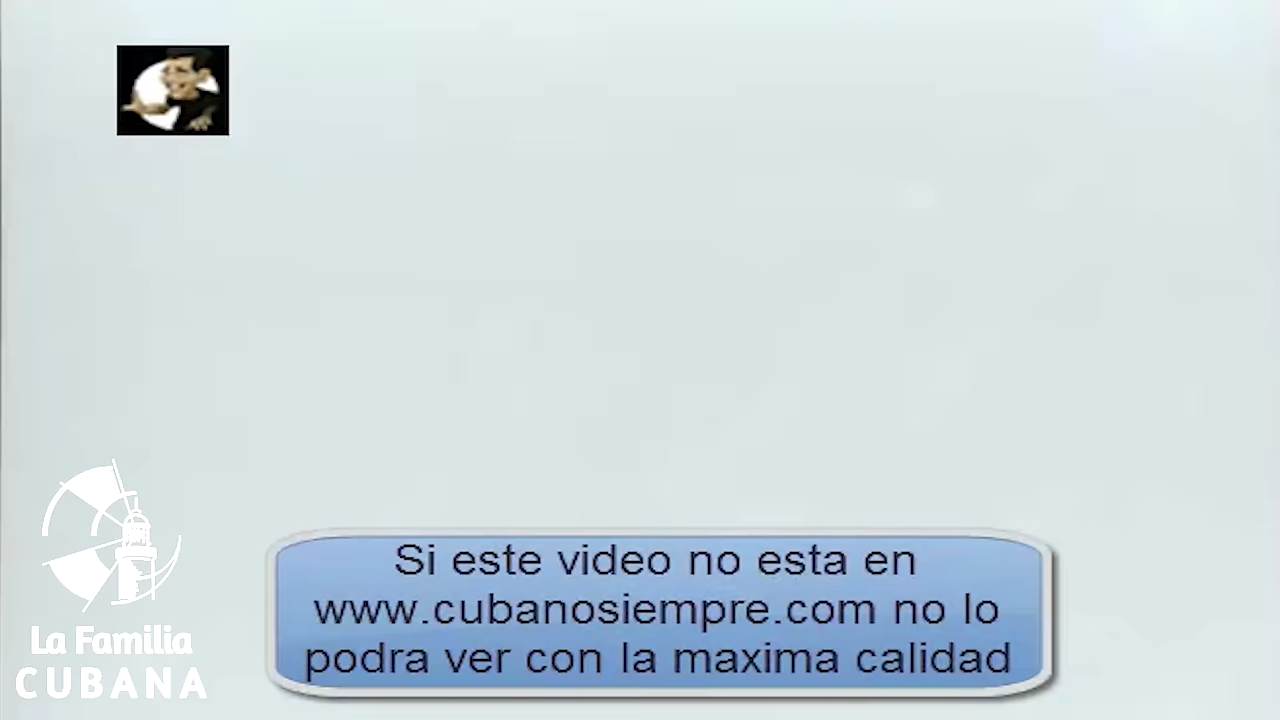 Si este video no esta en
www.cubanosiempre.com no lo
podra ver con la maxima calidad
La Familia
CUBANA